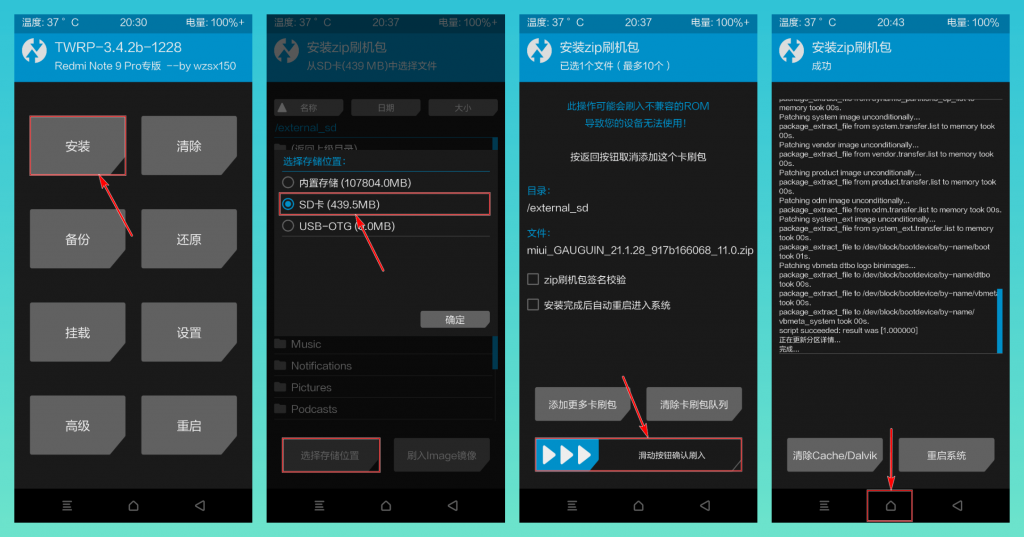 温度: 37 ° C
20:30
电量: 100%+
TWRP-3.4.2b-1228
Redmi Note 9 Pro专版 --by wzsx150
安装
清除
备份
还原
挂载
设置
高级
重启
温度: 37 ° C
20:37
电量: 100%+
安装zip刷机包
从SD卡(439 MB)中选择文件
名称
日期
大小
/external_sd
(返回上级目录)
选择存储位置：
内置存储 (107804.0MB)
SD卡 (439.5MB)
USB-OTG (0.0MB)
确定
Music
Notifications
Pictures
Podcasts
选择存储位置
刷入Image镜像
温度: 37 ° C
20:37
电量: 100%+
安装zip刷机包
已选1个文件（最多10个）
此操作可能会刷入不兼容的ROM
导致您的设备无法使用！
按返回按钮取消添加这个卡刷包
目录:
/external_sd
文件:
miui_GAUGUIN_21.1.28_917b166068_11.0.zip
zip刷机包签名校验
安装完成后自动重启进入系统
添加更多卡刷包
清除卡刷包队列
滑动按钮确认刷入
温度: 37 ° C
20:43
电量: 100%
安装zip刷机包
成功
package_extract_file from dynamic_partitions_op_list to
memory took 00s.
Patching system image unconditionally...
package_extract_file from system.transfer.list to memory took
00s.
Patching vendor image unconditionally...
package_extract_file from vendor.transfer.list to memory took
00s.
Patching product image unconditionally...
package_extract_file from product.transfer.list to memory took
00s.
Patching odm image unconditionally...
package_extract_file from odm.transfer.list to memory took 00s.
Patching system_ext image unconditionally...
package_extract_file from system_ext.transfer.list to memory
took 00s.
package_extract_file to /dev/block/bootdevice/by-name/boot
took 01s.
Patching vbmeta dtbo logo binimages...
package_extract_file to /dev/block/bootdevice/by-name/dtbo
took 00s.
package_extract_file to /dev/block/bootdevice/by-name/vbmeta
took 00s.
package_extract_file to /dev/block/bootdevice/by-name/
vbmeta_system took 00s.
script succeeded: result was [1.000000]
正在更新分区详情...
完成...
清除Cache/Dalvik
重启系统